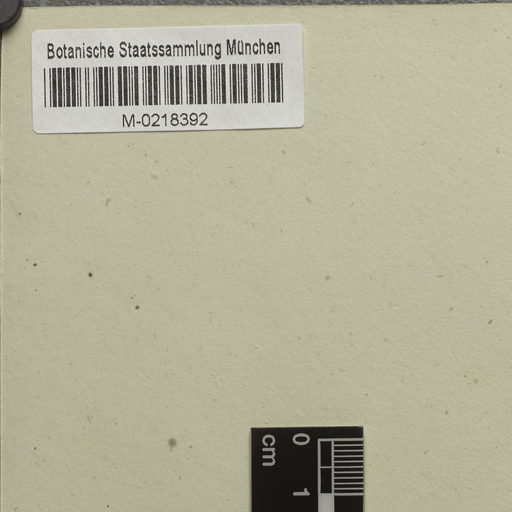 Botanische Staatssammlung München
M-0218392
cm
0
1